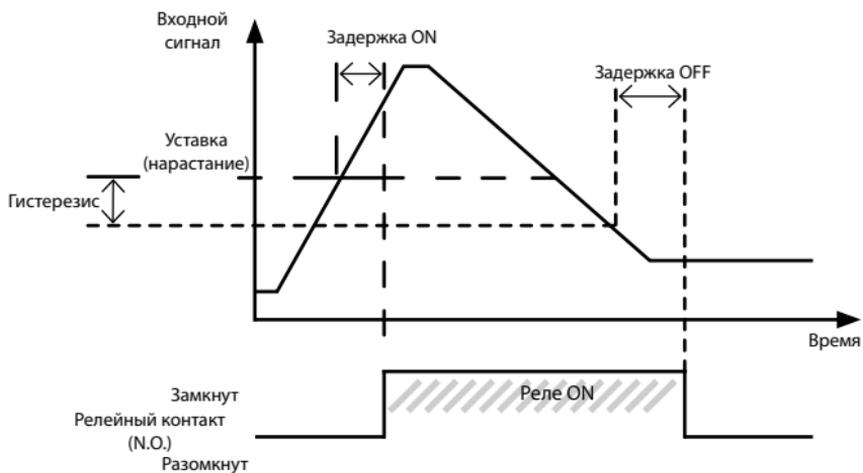 Входной
сигнал
Задержка ON
Задержка OFF
Уставка
(нарастание)
Гистерезис
Время
Замкнут
Реле ON
Релейный контакт
(N.O.)
Разомкнут